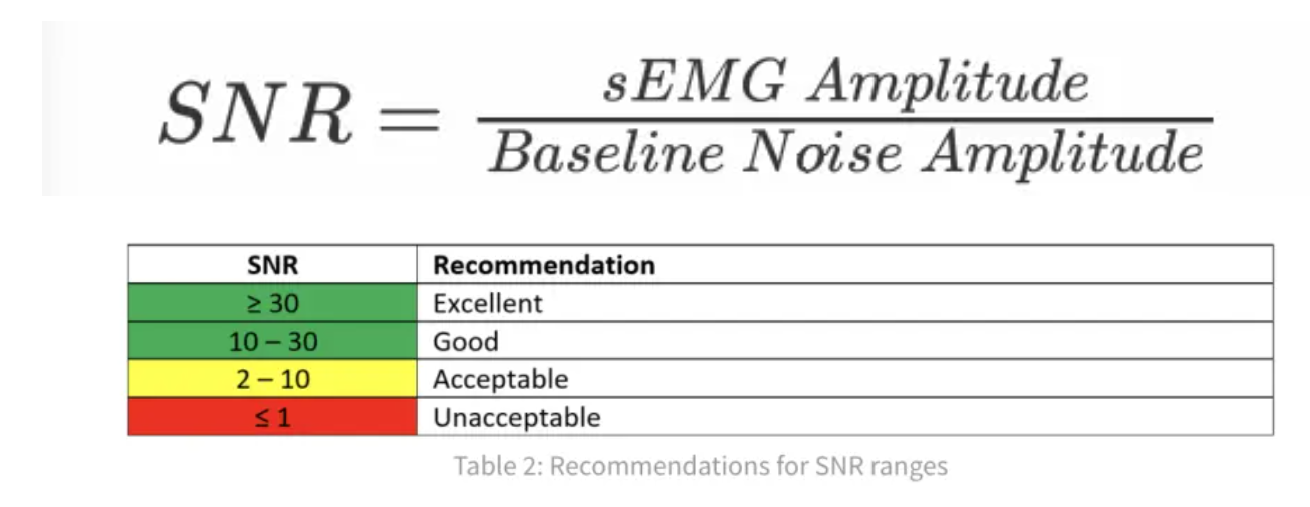 SNR = sEMG Amplitude / Baseline Noise Amplitude
SNR Recommendation
≥ 30 Excellent
10 – 30 Good
2 – 10 Acceptable
≤ 1 Unacceptable
Table 2: Recommendations for SNR ranges